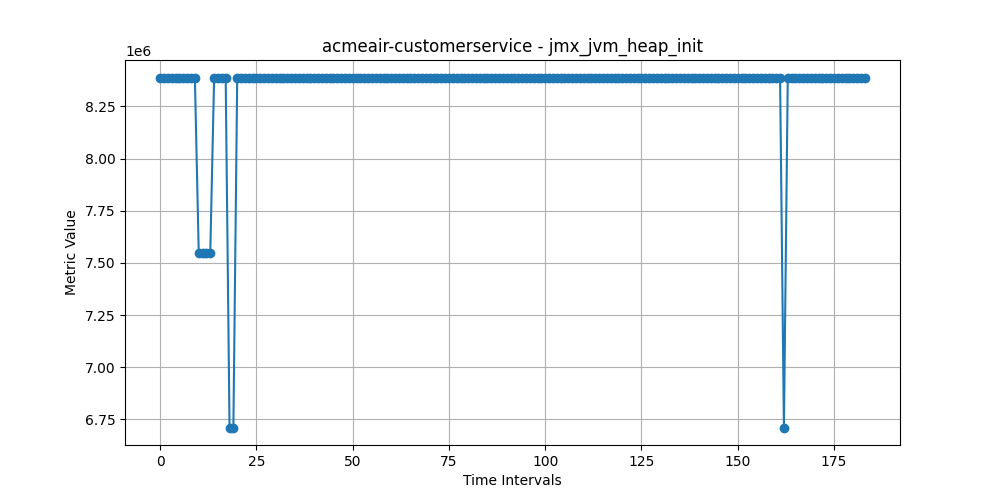 acmeair-customerservice - jmx_jvm_heap_init
1e6
8.25
8.00
7.75
7.50
7.25
7.00
6.75
Metric Value
0 25 50 75 100 125 150 175
Time Intervals